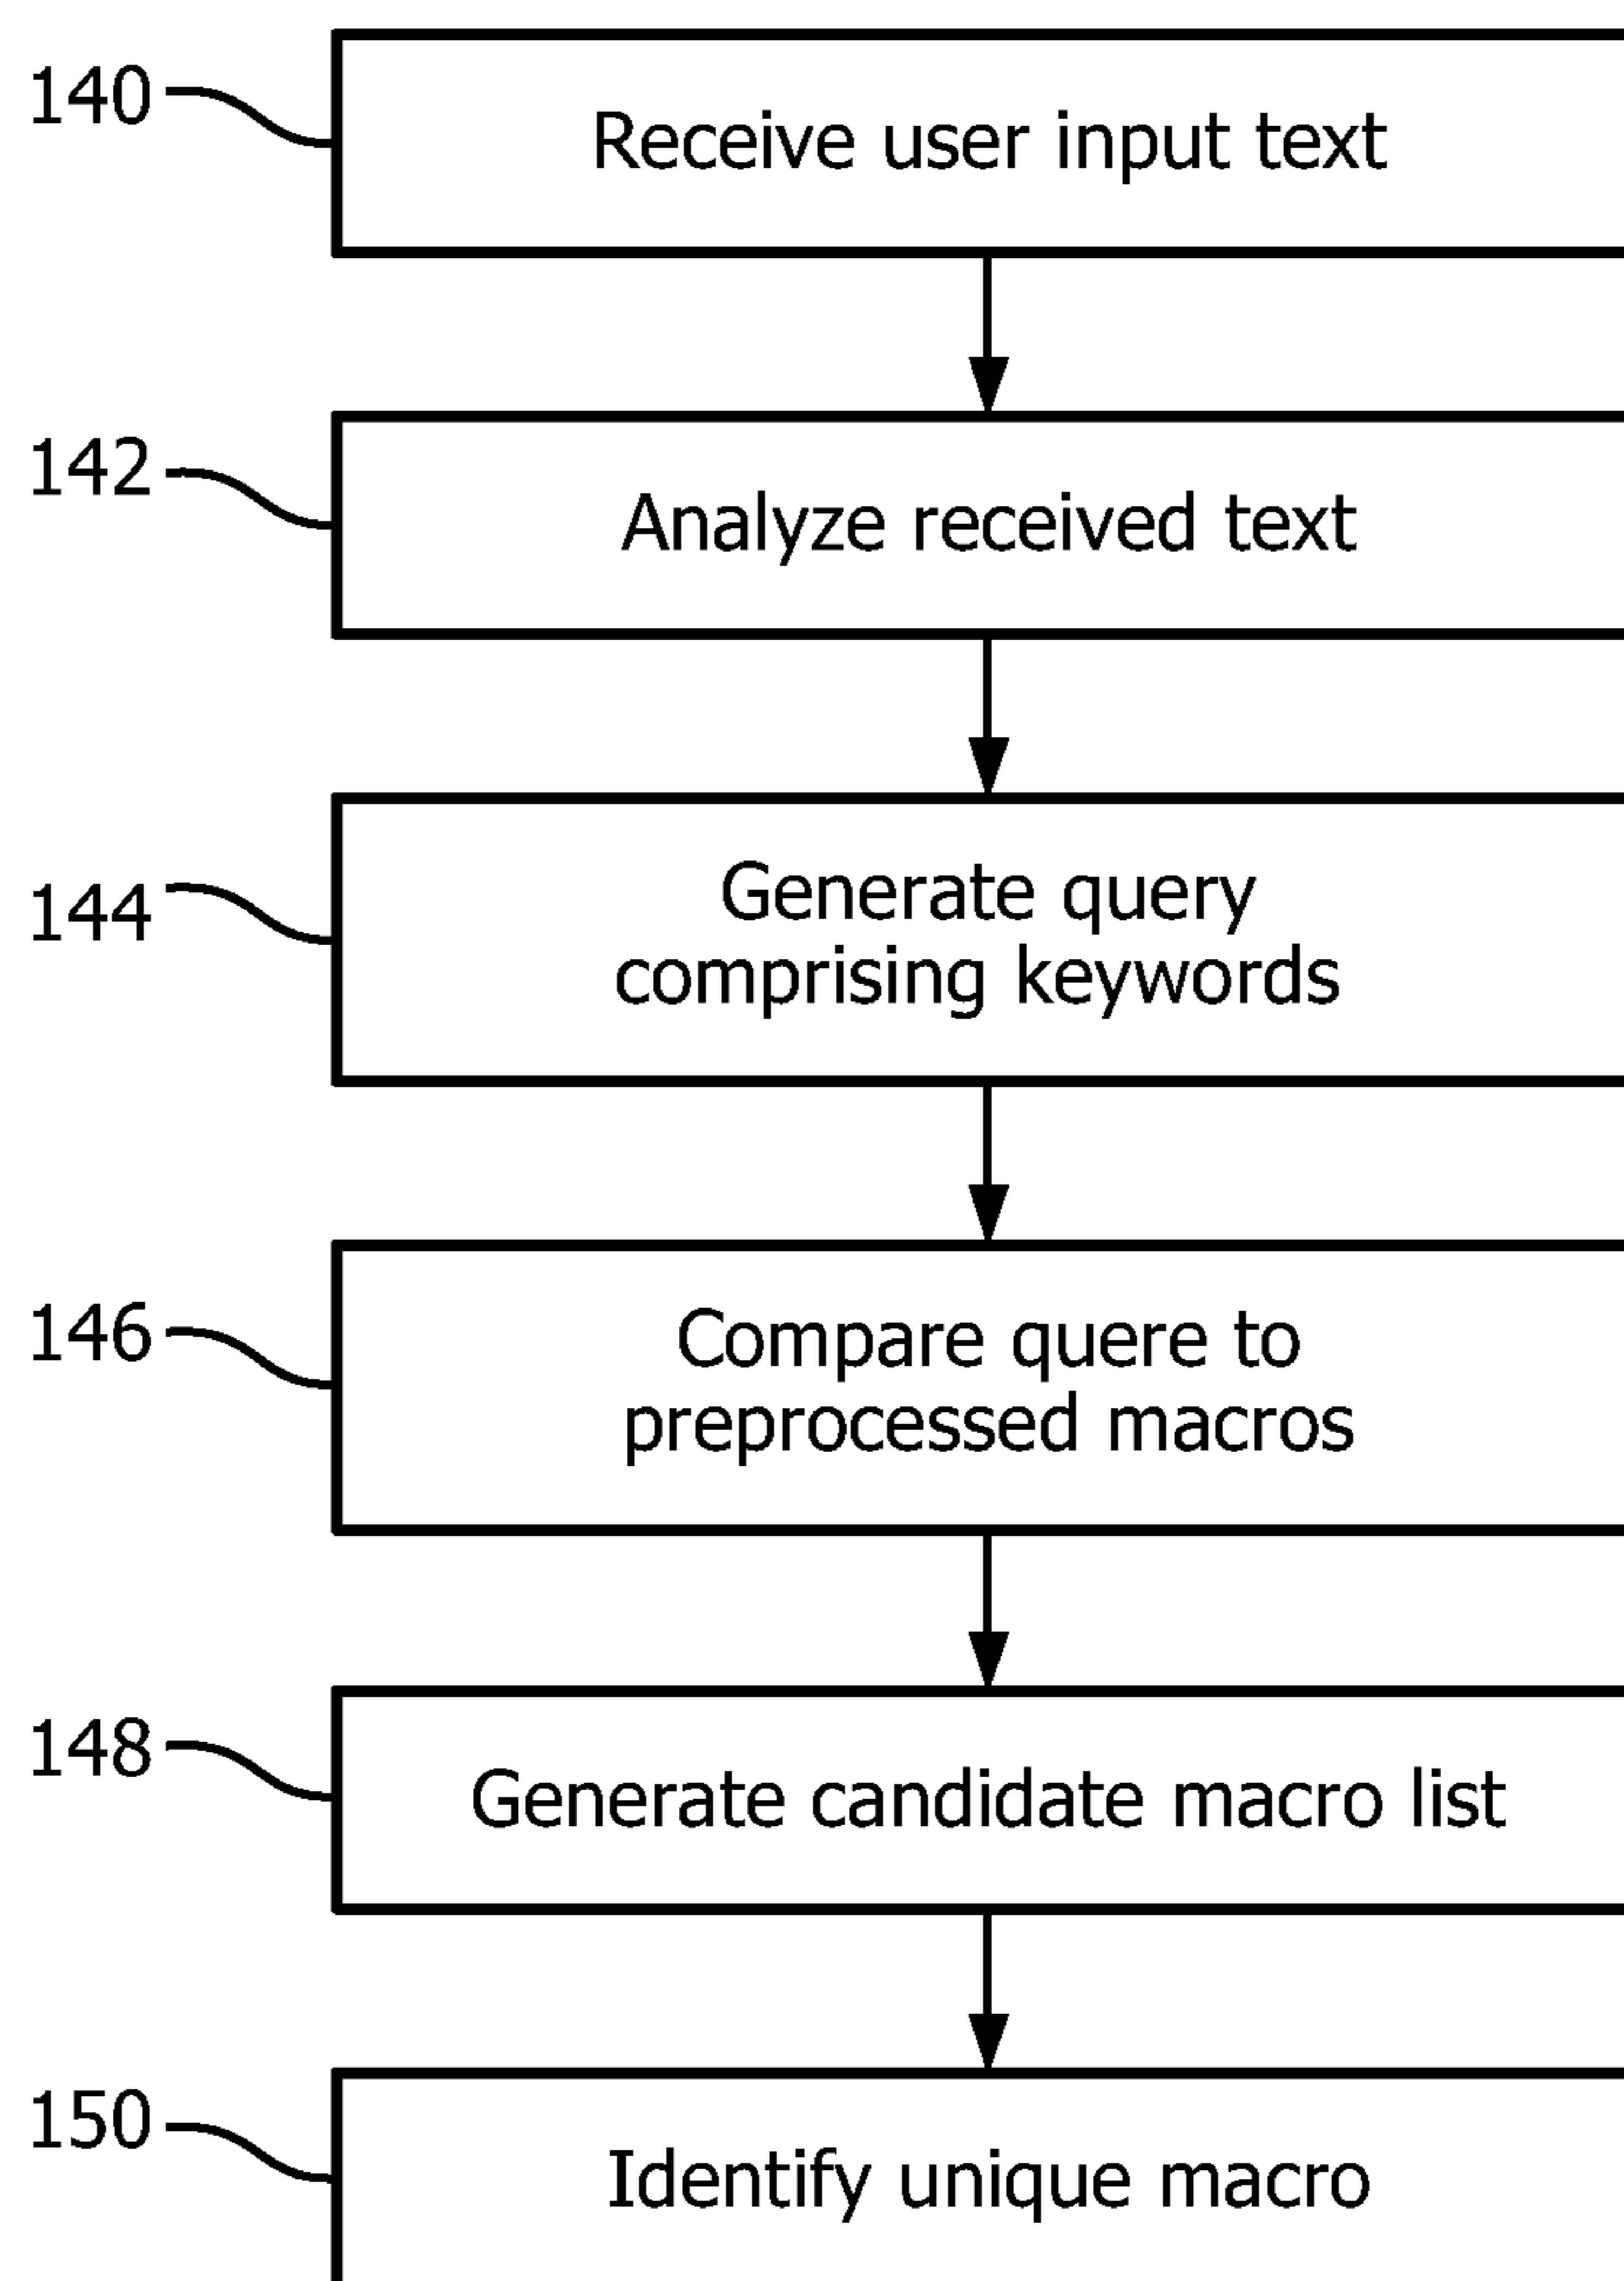 140
Receive user input text
142
Analyze received text
144
Generate query
comprising keywords
146
Compare quere to
preprocessed macros
148
Generate candidate macro list
150
Identify unique macro